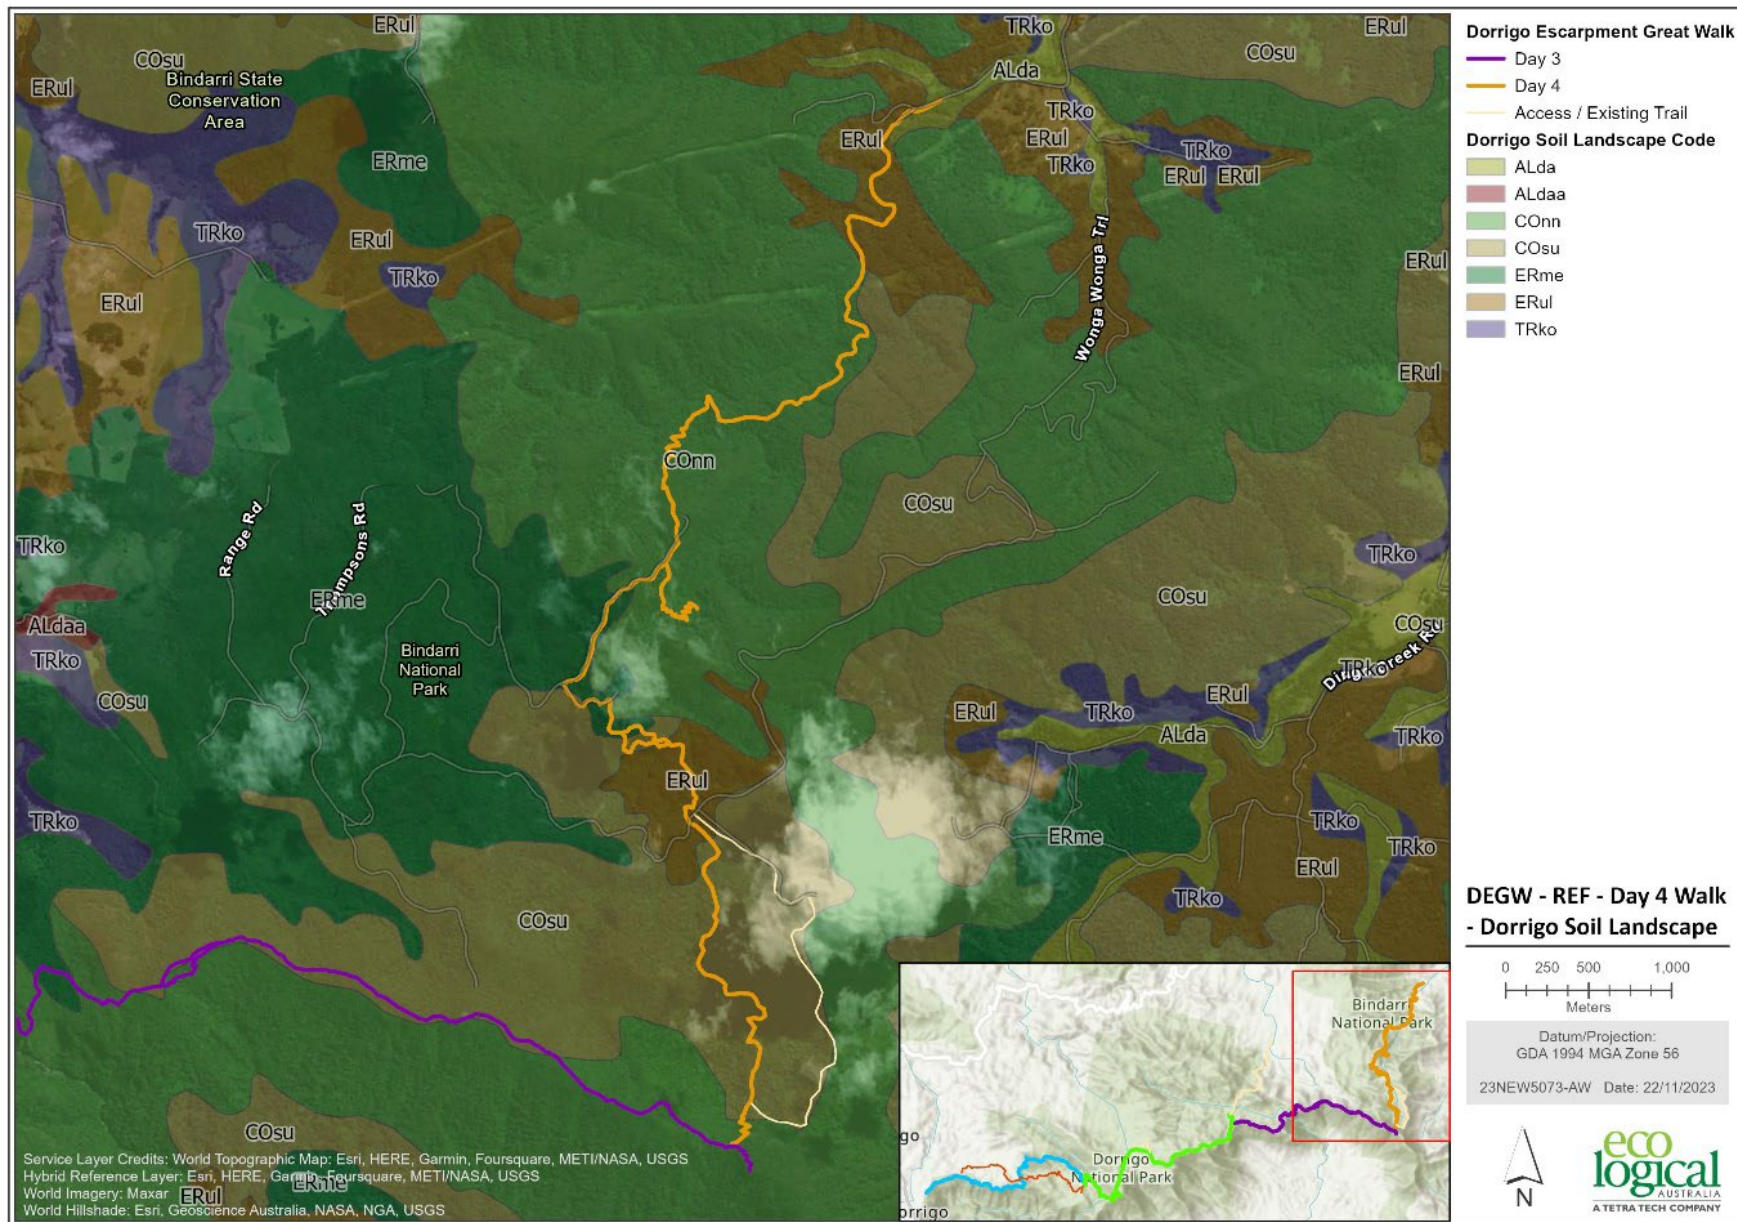 ERul
TRko
ERul
COsu
COsu
Bindarri State
Conservation
Area
ALda
ERul
TRko
ERul
ERul
TRko
ERme
TRko
ERul
ERul
TRko
ERul
TRko
ERul
TRko
ERul
Wonga Wonga Trl
ERul
COnn
COsu
Range Rd
Thompsons Rd
TRko
TRko
ERme
COsu
ALdaa
COsu
TRko
Bindarri
National
Park
TRko
Dingo Creek Rd
COsu
ERul
ERul
TRko
ALda
TRko
ERul
TRko
ERme
TRko
TRko
ERul
TRko
COsu
COsu
ERul
ERme
Service Layer Credits: World Topographic Map: Esri, HERE, Garmin, Foursquare, METI/NASA, USGS
Hybrid Reference Layer: Esri, HERE, Garmin, Foursquare, METI/NASA, USGS
World Imagery: Maxar
World Hillshade: Esri, Geoscience Australia, NASA, NGA, USGS
Bindarri
National Park
go
Dorrigo
National Park
orrigo
Dorrigo Escarpment Great Walk
Day 3
Day 4
Access / Existing Trail
Dorrigo Soil Landscape Code
ALda
ALdaa
COnn
COsu
ERme
ERul
TRko
DEGW - REF - Day 4 Walk
- Dorrigo Soil Landscape
0 250 500 1,000
Meters
Datum/Projection:
GDA 1994 MGA Zone 56
23NEW5073-AW Date: 22/11/2023
N
eco
logical
AUSTRALIA
A TETRA TECH COMPANY